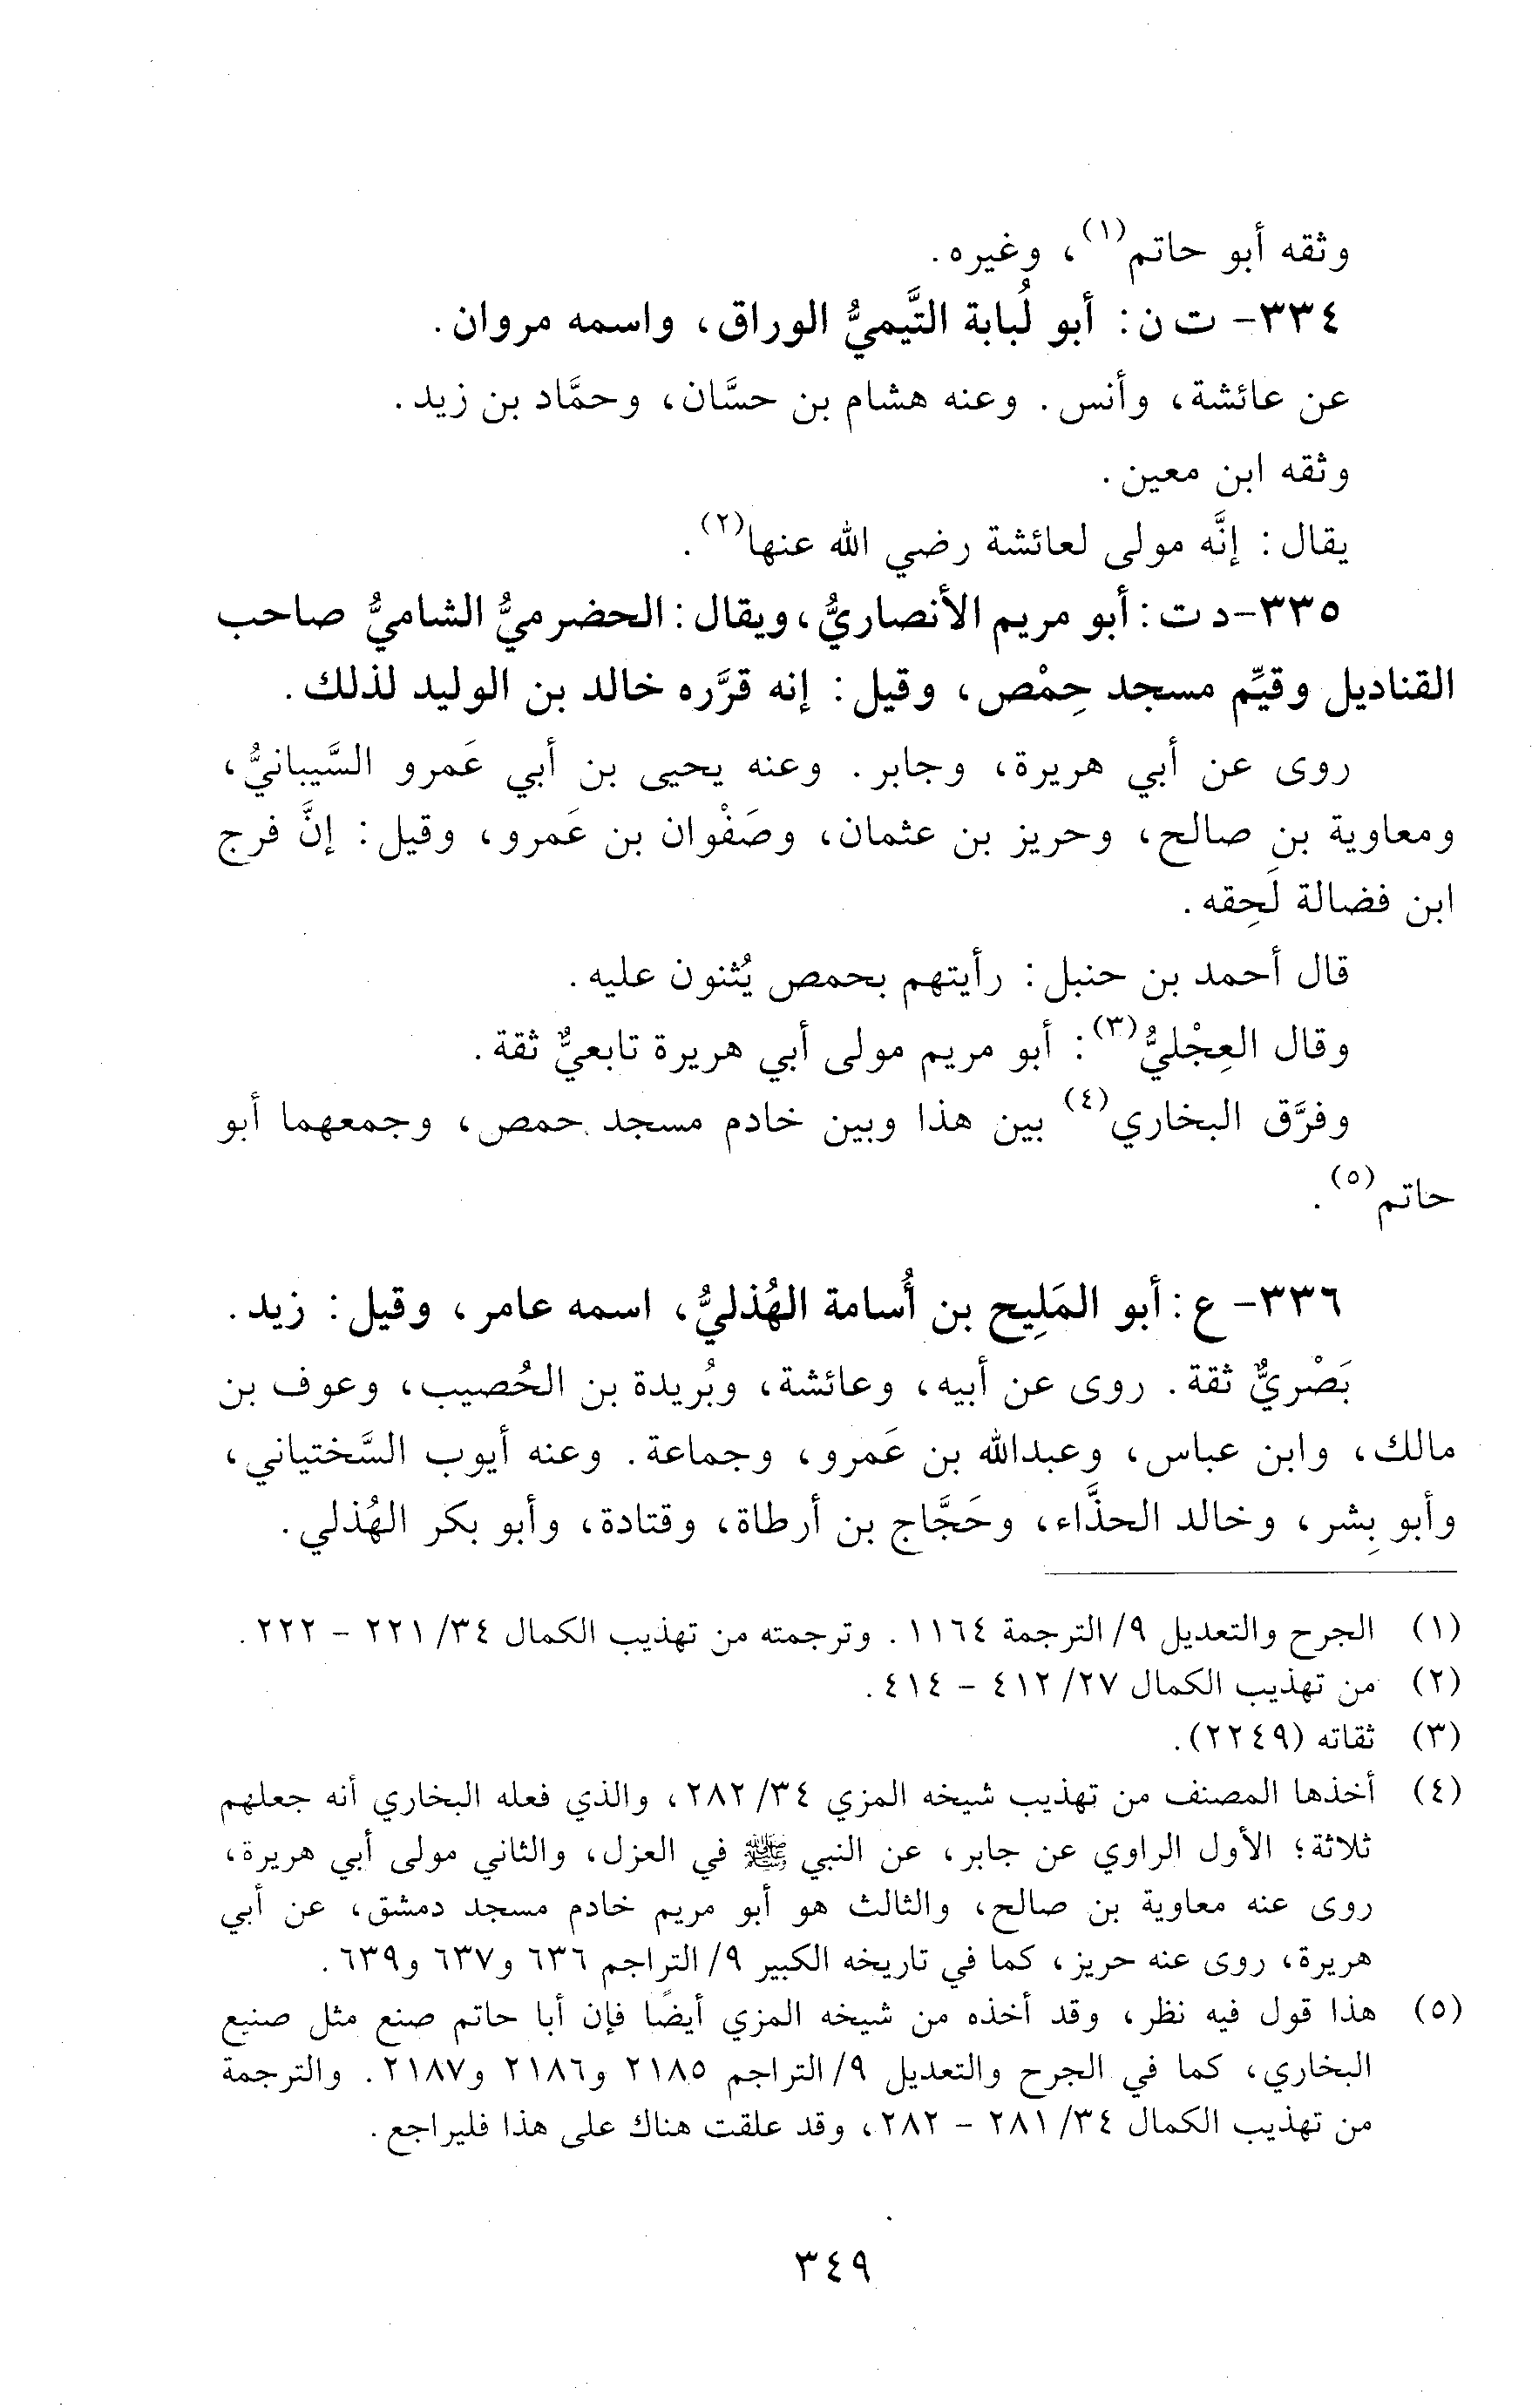 وثقه أبو حاتم(١)، وغيره.
٣٣٤- ت ن: أبو لُبابة التَّيميُّ الوراق، واسمه مروان.
عن عائشة، وأنس. وعنه هشام بن حسَّان، وحمَّاد بن زيد.
وثقه ابن معين.
يقال: إنَّه مولى لعائشة رضي الله عنها(٢).
٣٣٥- د ت: أبو مريم الأنصاريُّ، ويقال: الحضرميُّ الشاميُّ صاحب
القناديل وقيِّم مسجد حِمْص، وقيل: إنه قرَّره خالد بن الوليد لذلك.
روى عن أبي هريرة، وجابر. وعنه يحيى بن أبي عَمرو السَّيبانيُّ،
ومعاوية بن صالح، وحريز بن عثمان، وصَفْوان بن عَمرو، وقيل: إنَّ فرج
ابن فضالة لَحِقه.
قال أحمد بن حنبل: رأيتهم بحمص يُثنون عليه.
وقال العِجْليُّ(٣): أبو مريم مولى أبي هريرة تابعيٌّ ثقة.
وفرَّق البخاري(٤) بين هذا وبين خادم مسجد حمص، وجمعهما أبو
حاتم(٥).
٣٣٦- ع: أبو المَلِيح بن أُسامة الهُذليُّ، اسمه عامر، وقيل: زيد.
بَصْريٌّ ثقة. روى عن أبيه، وعائشة، وبُريدة بن الحُصيب، وعوف بن
مالك، وابن عباس، وعبدالله بن عَمرو، وجماعة. وعنه أيوب السَّختياني،
وأبو بِشر، وخالد الحذَّاء، وحَجَّاج بن أرطاة، وقتادة، وأبو بكر الهُذلي.
(١) الجرح والتعديل ٩/ الترجمة ١١٦٤. وترجمته من تهذيب الكمال ٣٤/ ٢٢١ - ٢٢٢.
(٢) من تهذيب الكمال ٢٧/ ٤١٢ - ٤١٤.
(٣) ثقاته (٢٢٤٩).
(٤) أخذها المصنف من تهذيب شيخه المزي ٣٤/ ٢٨٢، والذي فعله البخاري أنه جعلهم
ثلاثة؛ الأول الراوي عن جابر، عن النبي ﷺ في العزل، والثاني مولى أبي هريرة،
روى عنه معاوية بن صالح، والثالث هو أبو مريم خادم مسجد دمشق، عن أبي
هريرة، روى عنه حريز، كما في تاريخه الكبير ٩/ التراجم ٦٣٦ و٦٣٧ و٦٣٩.
(٥) هذا قول فيه نظر، وقد أخذه من شيخه المزي أيضًا فإن أبا حاتم صنع مثل صنيع
البخاري، كما في الجرح والتعديل ٩/ التراجم ٢١٨٥ و٢١٨٦ و٢١٨٧. والترجمة
من تهذيب الكمال ٣٤/ ٢٨١ - ٢٨٢، وقد علقت هناك على هذا فليراجع.
٣٤٩